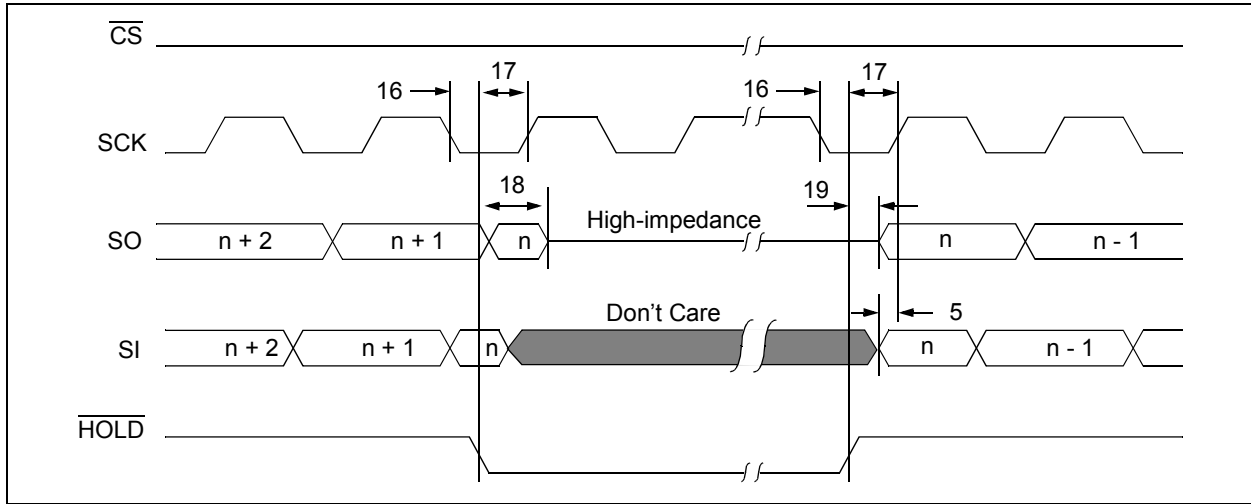 CS
16 17 16 17
SCK
18 19
High-impedance
SO n + 2 n + 1 n n n - 1
Don't Care 5
SI n + 2 n + 1 n n n - 1
HOLD